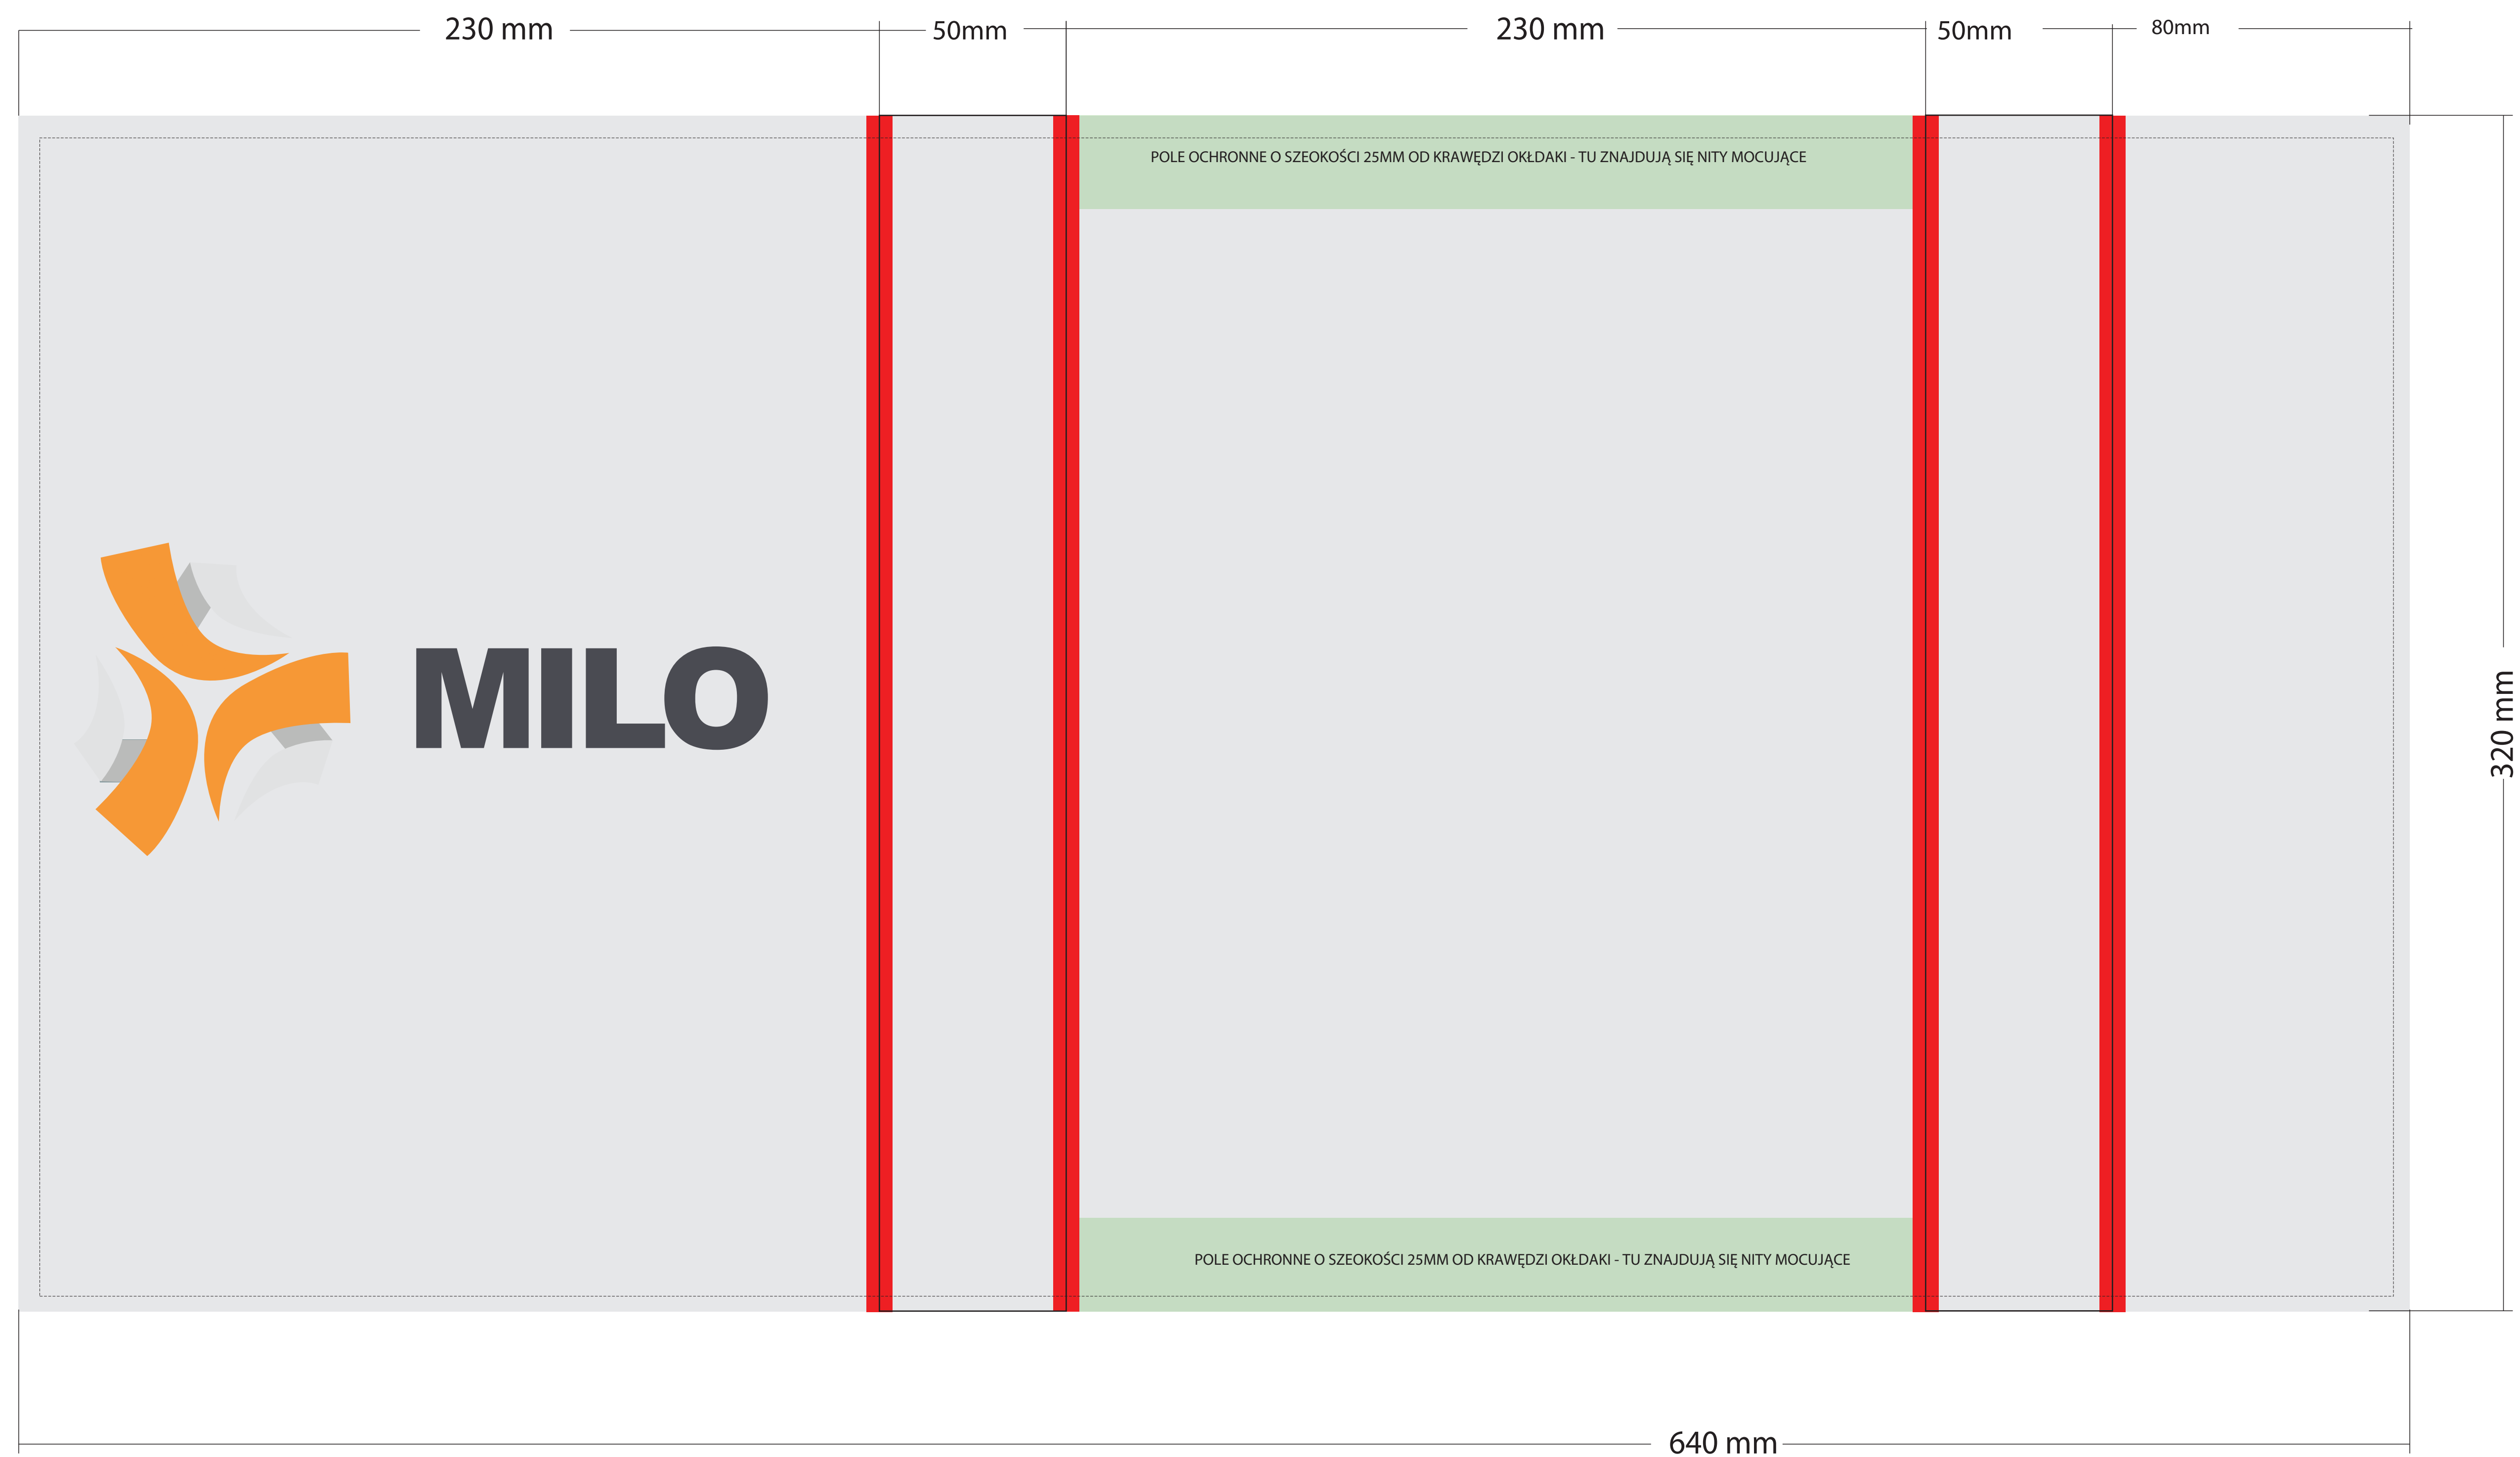 230 mm
50mm
230 mm
50mm
80mm
POLE OCHRONNE O SZEOKOŚCI 25MM OD KRAWĘDZI OKŁDAKI - TU ZNAJDUJĄ SIĘ NITY MOCUJĄCE
MILO
320 mm
POLE OCHRONNE O SZEOKOŚCI 25MM OD KRAWĘDZI OKŁDAKI - TU ZNAJDUJĄ SIĘ NITY MOCUJĄCE
640 mm